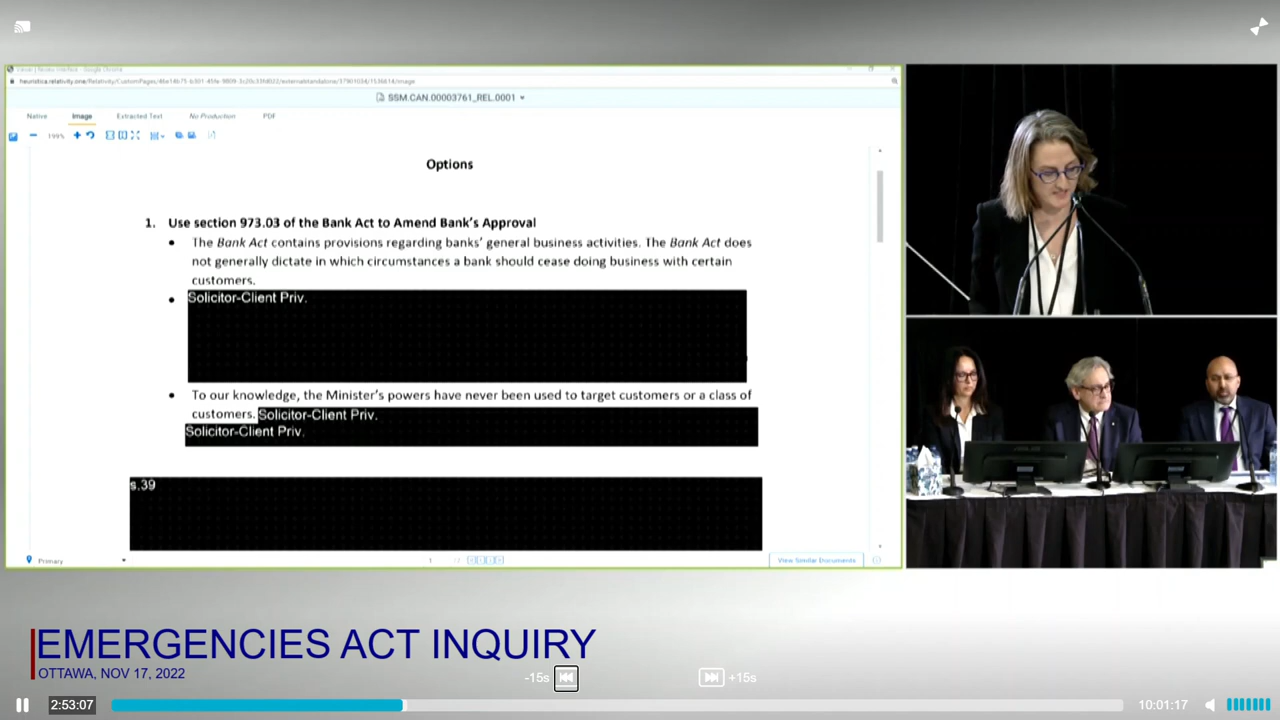 SSM.CAN.00003761_REL.0001
Native Image Extracted Text No Production PDF
199%
Options
1. Use section 973.03 of the Bank Act to Amend Bank's Approval
• The Bank Act contains provisions regarding banks' general business activities. The Bank Act does
not generally dictate in which circumstances a bank should cease doing business with certain
customers.
• Solicitor-Client Priv.
• To our knowledge, the Minister's powers have never been used to target customers or a class of
customers. Solicitor-Client Priv.
Solicitor-Client Priv.
s.39
Primary
1
View Similar Documents
EMERGENCIES ACT INQUIRY
OTTAWA, NOV 17, 2022
-15s +15s
2:53:07
10:01:17